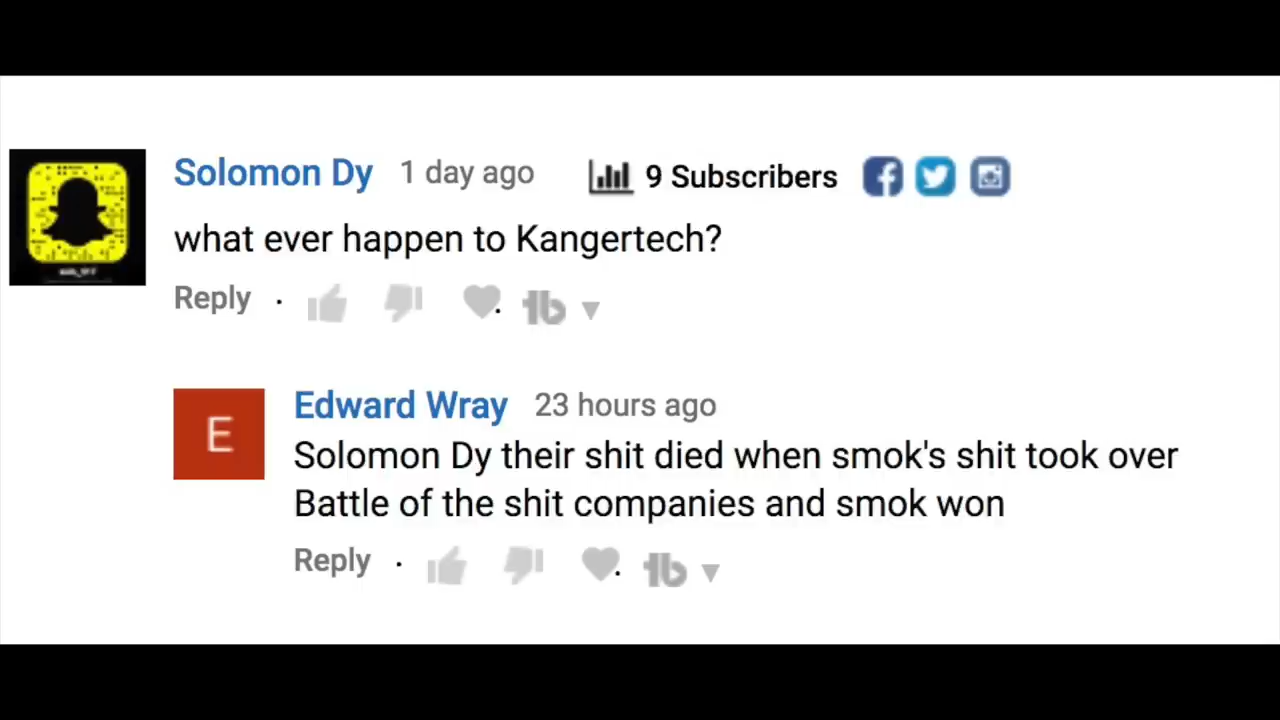 Solomon Dy 1 day ago 9 Subscribers
what ever happen to Kangertech?
Reply ·
E
Edward Wray 23 hours ago
Solomon Dy their shit died when smok's shit took over
Battle of the shit companies and smok won
Reply ·